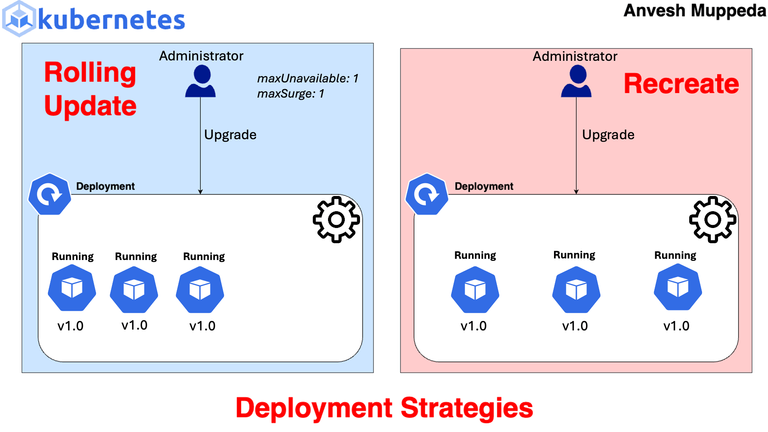 kubernetes
Anvesh Muppeda
Rolling
Update
Administrator
maxUnavailable: 1
maxSurge: 1
Upgrade
Deployment
Running
Running
Running
v1.0
v1.0
v1.0
Administrator
Recreate
Upgrade
Deployment
Running
Running
Running
v1.0
v1.0
v1.0
Deployment Strategies